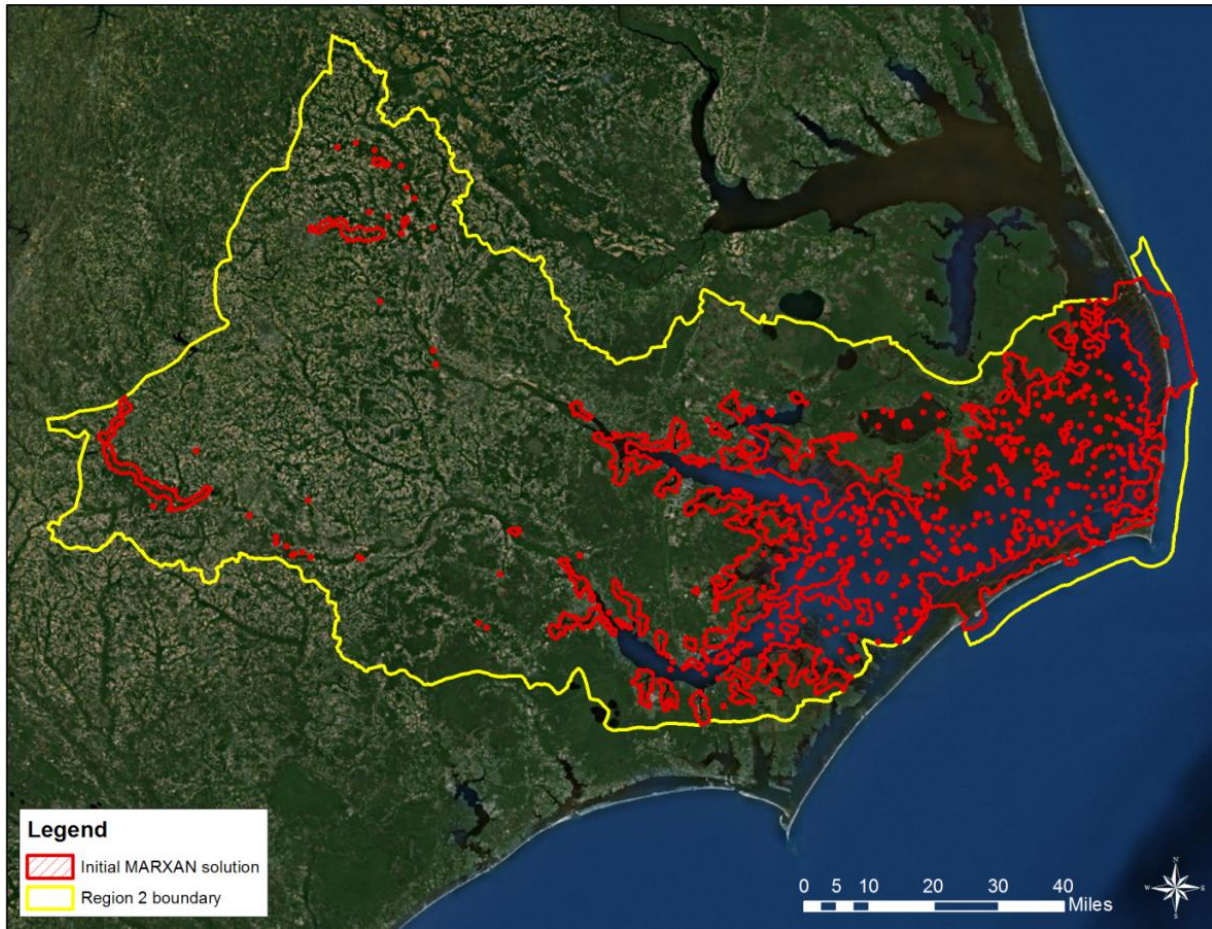 Legend
Initial MARXAN solution
Region 2 boundary
0 5 10 20 30 40
Miles
N
W E
S